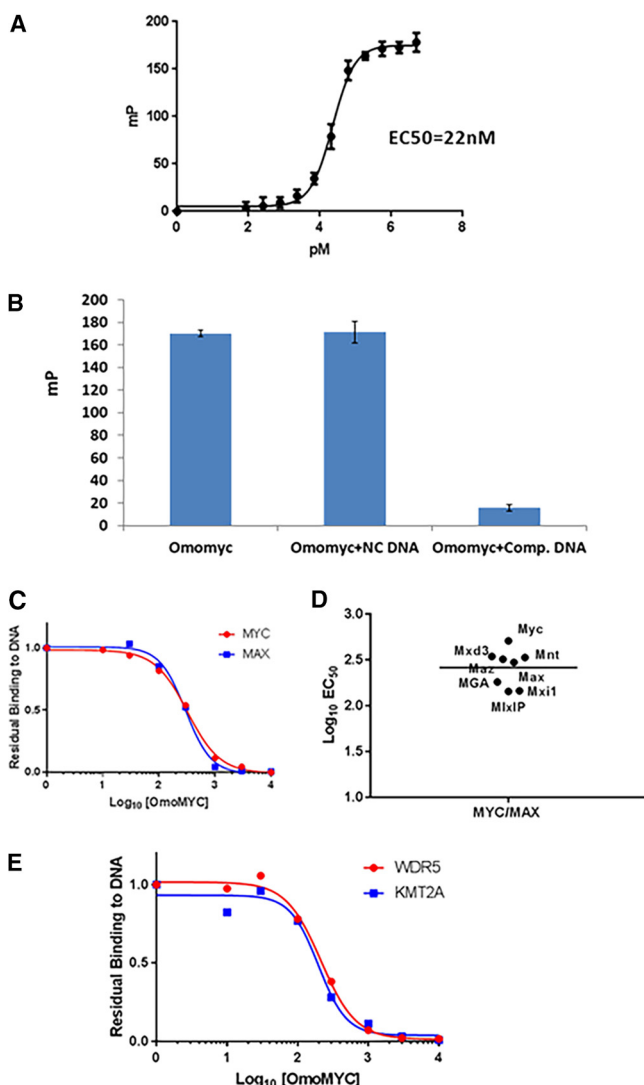 A
200
150
100
50
0
mP
0 2 4 6 8
pM
EC50=22nM
B
200
180
160
140
120
100
80
60
40
20
0
mP
Omomyc Omomyc+NC DNA Omomyc+Comp. DNA
C
Residual Binding to DNA
1.0
0.5
0.0
0 1 2 3 4
Log10 [OmoMYC]
MYC
MAX
D
Log10 EC50
3.0
2.5
2.0
1.5
1.0
Myc
Mxd3
Mnt
Maz
Max
MGA
Mxi1
MlxIP
MYC/MAX
E
Residual Binding to DNA
1.0
0.5
0.0
0 1 2 3 4
Log10 [OmoMYC]
WDR5
KMT2A